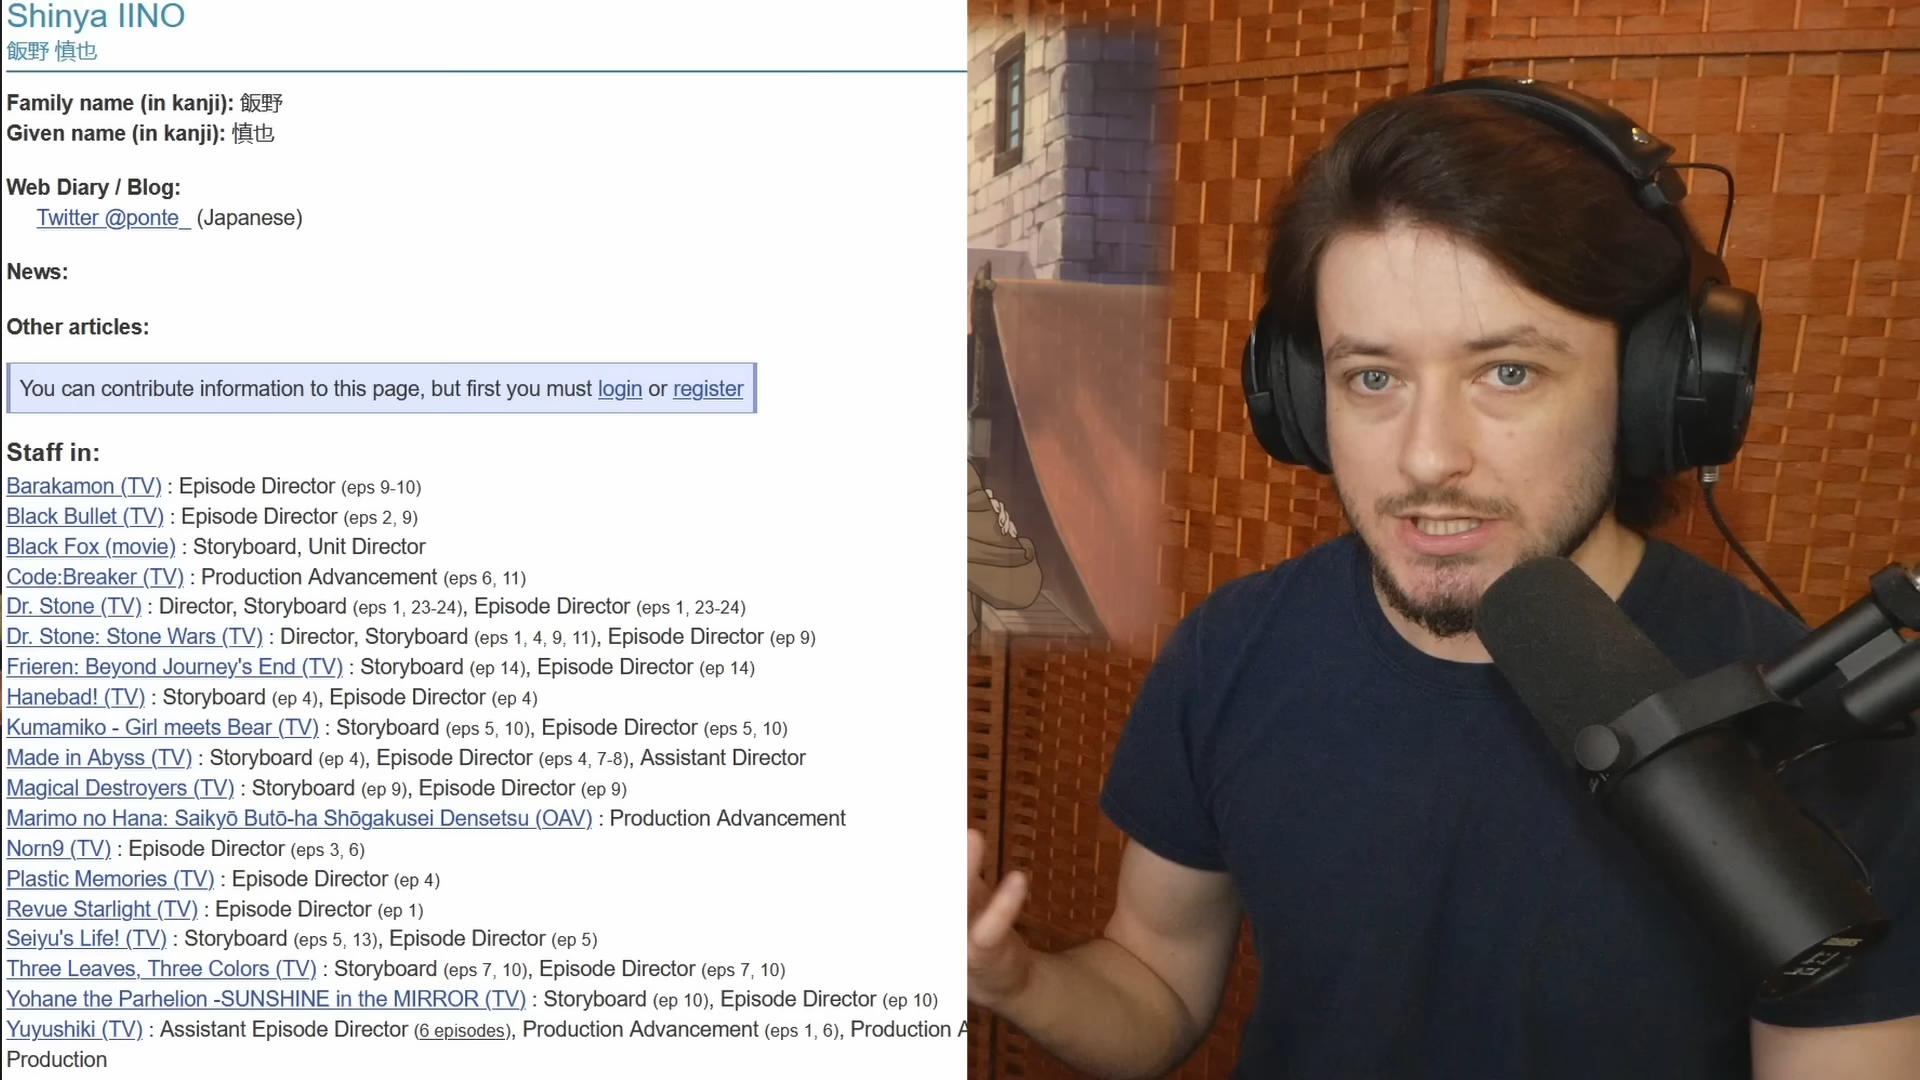 Shinya IINO
飯野 慎也
Family name (in kanji): 飯野
Given name (in kanji): 慎也
Web Diary / Blog:
Twitter @ponte_ (Japanese)
News:
Other articles:
You can contribute information to this page, but first you must login or register
Staff in:
Barakamon (TV) : Episode Director (eps 9-10)
Black Bullet (TV) : Episode Director (eps 2, 9)
Black Fox (movie) : Storyboard, Unit Director
Code:Breaker (TV) : Production Advancement (eps 6, 11)
Dr. Stone (TV) : Director, Storyboard (eps 1, 23-24), Episode Director (eps 1, 23-24)
Dr. Stone: Stone Wars (TV) : Director, Storyboard (eps 1, 4, 9, 11), Episode Director (ep 9)
Frieren: Beyond Journey's End (TV) : Storyboard (ep 14), Episode Director (ep 14)
Hanebad! (TV) : Storyboard (ep 4), Episode Director (ep 4)
Kumamiko - Girl meets Bear (TV) : Storyboard (eps 5, 10), Episode Director (eps 5, 10)
Made in Abyss (TV) : Storyboard (ep 4), Episode Director (eps 4, 7-8), Assistant Director
Magical Destroyers (TV) : Storyboard (ep 9), Episode Director (ep 9)
Marimo no Hana: Saikyō Butō-ha Shōgakusei Densetsu (OAV) : Production Advancement
Norn9 (TV) : Episode Director (eps 3, 6)
Plastic Memories (TV) : Episode Director (ep 4)
Revue Starlight (TV) : Episode Director (ep 1)
Seiyu's Life! (TV) : Storyboard (eps 5, 13), Episode Director (ep 5)
Three Leaves, Three Colors (TV) : Storyboard (eps 7, 10), Episode Director (eps 7, 10)
Yohane the Parhelion -SUNSHINE in the MIRROR (TV) : Storyboard (ep 10), Episode Director (ep 10)
Yuyushiki (TV) : Assistant Episode Director (6 episodes), Production Advancement (eps 1, 6), Production A
Production